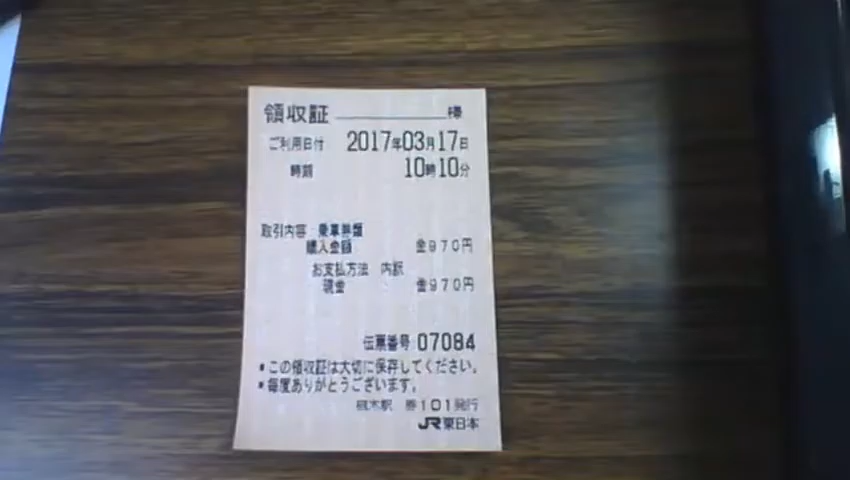 領収証 様
ご利用日付 2017年03月17日
時刻 10時10分
取引内容 乗車券類
購入金額 金970円
お支払方法 内訳
現金 金970円
伝票番号 07084
*この領収証は大切に保存してください。
*毎度ありがとうございます。
券101発行
JR東日本